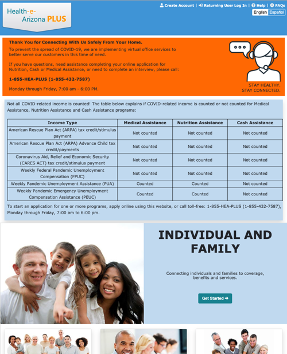 Create Account | Returning User Log In | Help | FAQs
English Español
Health-e-
Arizona PLUS
Thank You for Connecting With Us Safely From Your Home.
To prevent the spread of COVID-19, we are implementing virtual office services to
better serve our customers in this time of need.
If you have questions, need assistance completing your online application for
Nutrition, Cash or Medical Assistance, or need to complete an interview, please call:
1-855-HEA-PLUS (1-855-432-7587)
Monday through Friday, 7:00 am - 6:00 PM
STAY HEALTHY.
STAY CONNECTED.
Not all COVID related income is counted. The table below explains if COVID related income is counted or not counted for Medical
Assistance, Nutrition Assistance and Cash Assistance programs:
Income Type Medical Assistance Nutrition Assistance Cash Assistance
American Rescue Plan Act (ARPA) tax credit/stimulus
payment Not counted Not counted Not counted
American Rescue Plan Act (ARPA) Advance Child tax
credit/payments Not counted Not counted Not counted
Coronavirus Aid, Relief and Economic Security
(CARES ACT) tax credit/stimulus Not counted Not counted Not counted
Weekly Federal Pandemic Unemployment
Compensation (FPUC) Not counted Not counted Not counted
Weekly Pandemic Unemployment Assistance (PUA) Counted Counted Not counted
Weekly Pandemic Emergency Unemployment
Compensation Assistance (PEUC) Counted Counted Not counted
To start an application for one or more programs, apply online using this website, or call toll-free: 1-855-HEA-PLUS (1-855-432-7587),
Monday through Friday, 7:00 am to 6:00 pm
INDIVIDUAL AND
FAMILY
Connecting individuals and families to coverage,
benefits and services.
Get Started